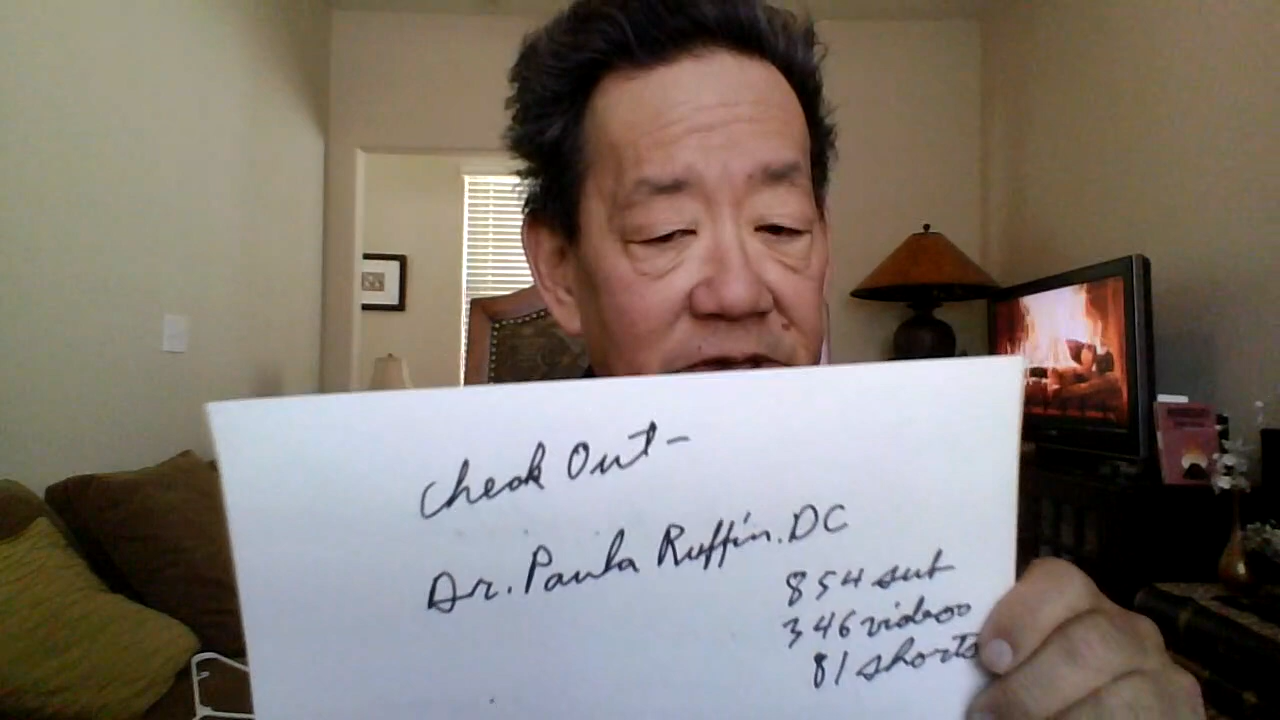 Check Out-
Dr. Paula Ruffin. DC
854 sub
346 videos
81 shorts